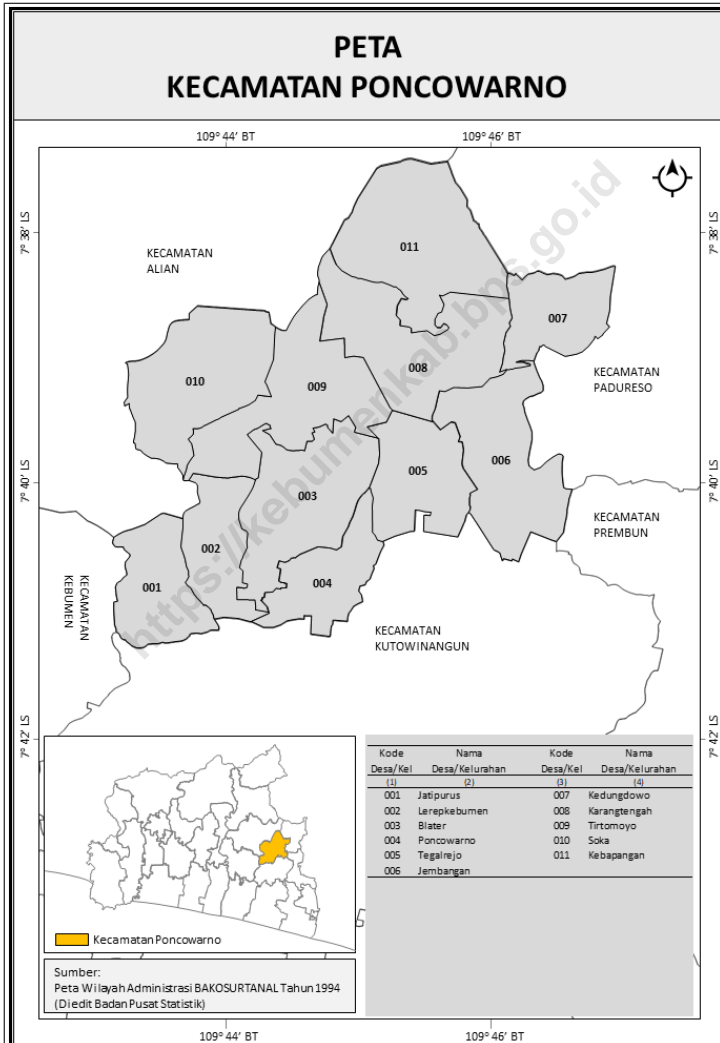 PETA
KECAMATAN PONCOWARNO
109° 44' BT
109° 46' BT
7° 38' LS
7° 38' LS
011
KECAMATAN
ALIAN
007
008
KECAMATAN
PADURESO
010
009
7° 40' LS
7° 40' LS
006
005
003
KECAMATAN
PREMBUN
002
001
004
KECAMATAN
KEBUMEN
KECAMATAN
KUTOWINANGUN
https://kebumenkab.bps.go.id
7° 42' LS
7° 42' LS
Kode Nama Kode Nama
Desa/Kel Desa/Kelurahan Desa/Kel Desa/Kelurahan
(1) (2) (3) (4)
001 Jatipurus 007 Kedungdowo
002 Lerepkebumen 008 Karangtengah
003 Blater 009 Tirtomoyo
004 Poncowarno 010 Soka
005 Tegalrejo 011 Kebapangan
006 Jembangan
Kecamatan Poncowarno
Sumber:
Peta Wilayah Administrasi BAKOSURTANAL Tahun 1994
(Diedit Badan Pusat Statistik)
109° 44' BT
109° 46' BT